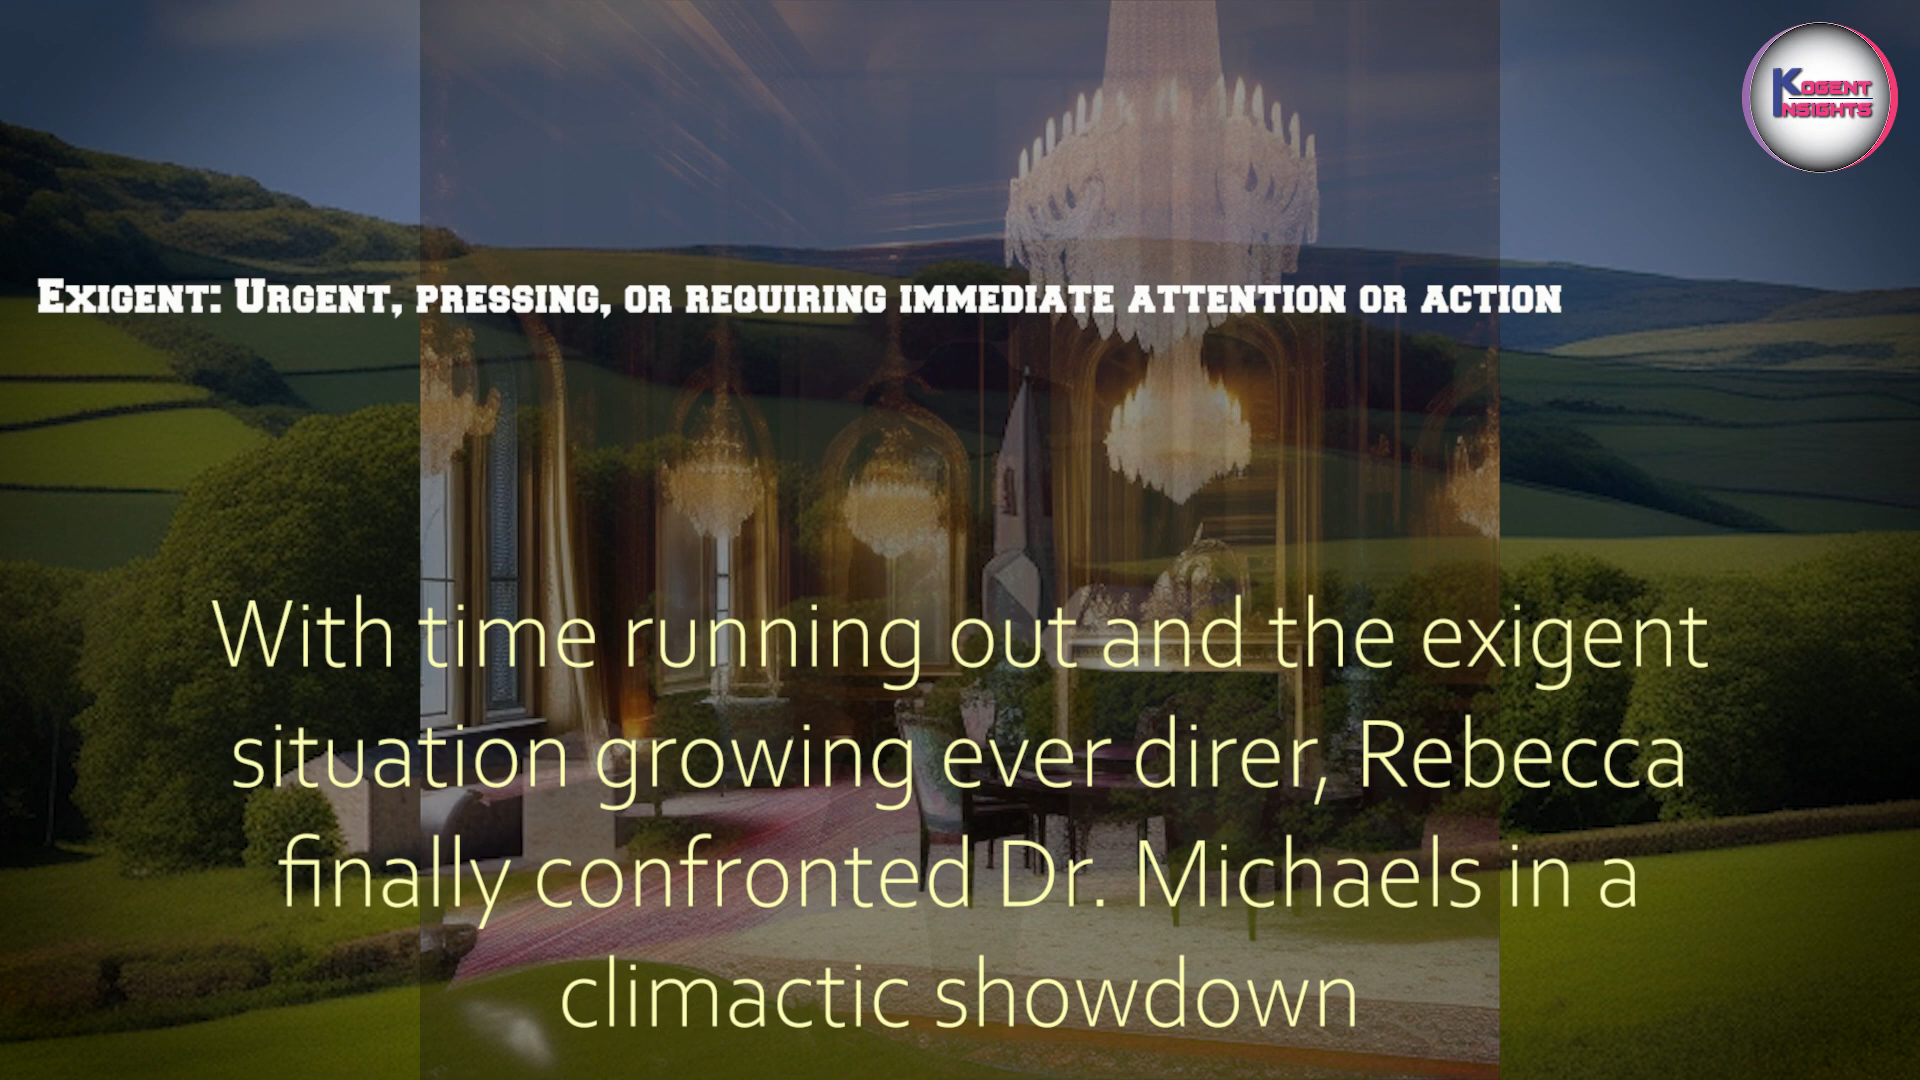 KOGENT
INSIGHTS
Exigent: Urgent, pressing, or requiring immediate attention or action
With time running out and the exigent
situation growing ever direr, Rebecca
finally confronted Dr. Michaels in a
climactic showdown